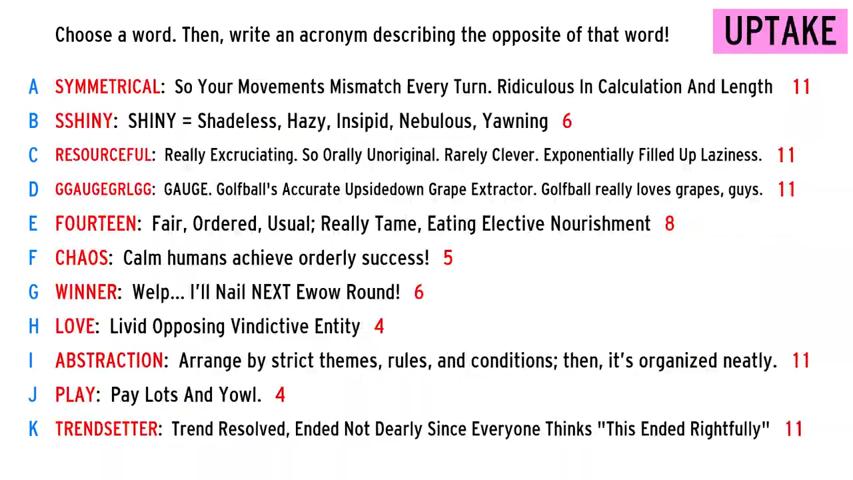 Choose a word. Then, write an acronym describing the opposite of that word!
UPTAKE
A SYMMETRICAL: So Your Movements Mismatch Every Turn. Ridiculous In Calculation And Length 11
B SSHINY: SHINY = Shadeless, Hazy, Insipid, Nebulous, Yawning 6
C RESOURCEFUL: Really Excruciating. So Orally Unoriginal. Rarely Clever. Exponentially Filled Up Laziness. 11
D GGAUGEGRLGG: GAUGE. Golfball's Accurate Upsidedown Grape Extractor. Golfball really loves grapes, guys. 11
E FOURTEEN: Fair, Ordered, Usual; Really Tame, Eating Elective Nourishment 8
F CHAOS: Calm humans achieve orderly success! 5
G WINNER: Welp... I'll Nail NEXT Ewow Round! 6
H LOVE: Livid Opposing Vindictive Entity 4
I ABSTRACTION: Arrange by strict themes, rules, and conditions; then, it's organized neatly. 11
J PLAY: Pay Lots And Yowl. 4
K TRENDSETTER: Trend Resolved, Ended Not Dearly Since Everyone Thinks "This Ended Rightfully" 11